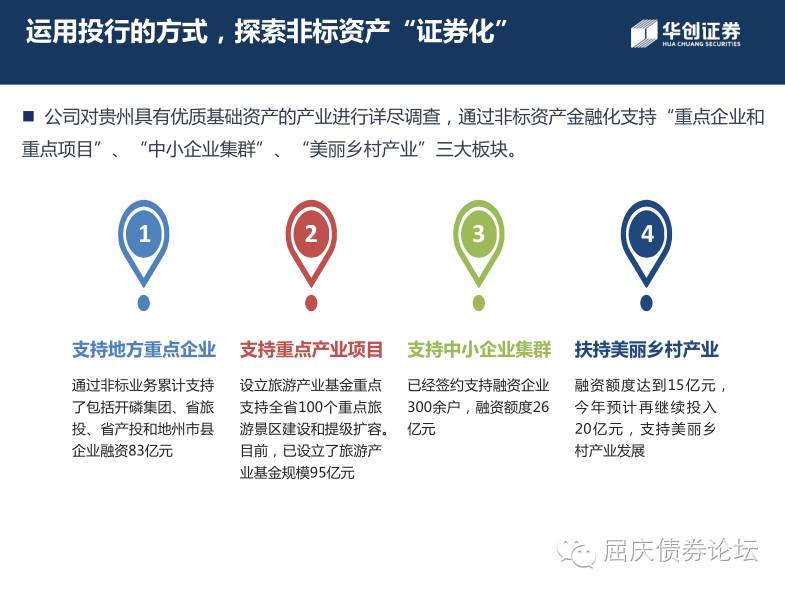 运用投行的方式，探索非标资产“证券化”
华创证券
HUA CHUANG SECURITIES
公司对贵州具有优质基础资产的产业进行详尽调查，通过非标资产金融化支持“重点企业和
重点项目”、“中小企业集群”、“美丽乡村产业”三大板块。
1
2
3
4
支持地方重点企业
通过非标业务累计支持
了包括开磷集团、省旅
投、省产投和地州市县
企业融资83亿元
支持重点产业项目
设立旅游产业基金重点
支持全省100个重点旅
游景区建设和提级扩容。
目前，已设立了旅游产
业基金规模95亿元
支持中小企业集群
已经签约支持融资企业
300余户，融资额度26
亿元
扶持美丽乡村产业
融资额度达到15亿元，
今年预计再继续投入
20亿元，支持美丽乡
村产业发展
屈庆债券论坛